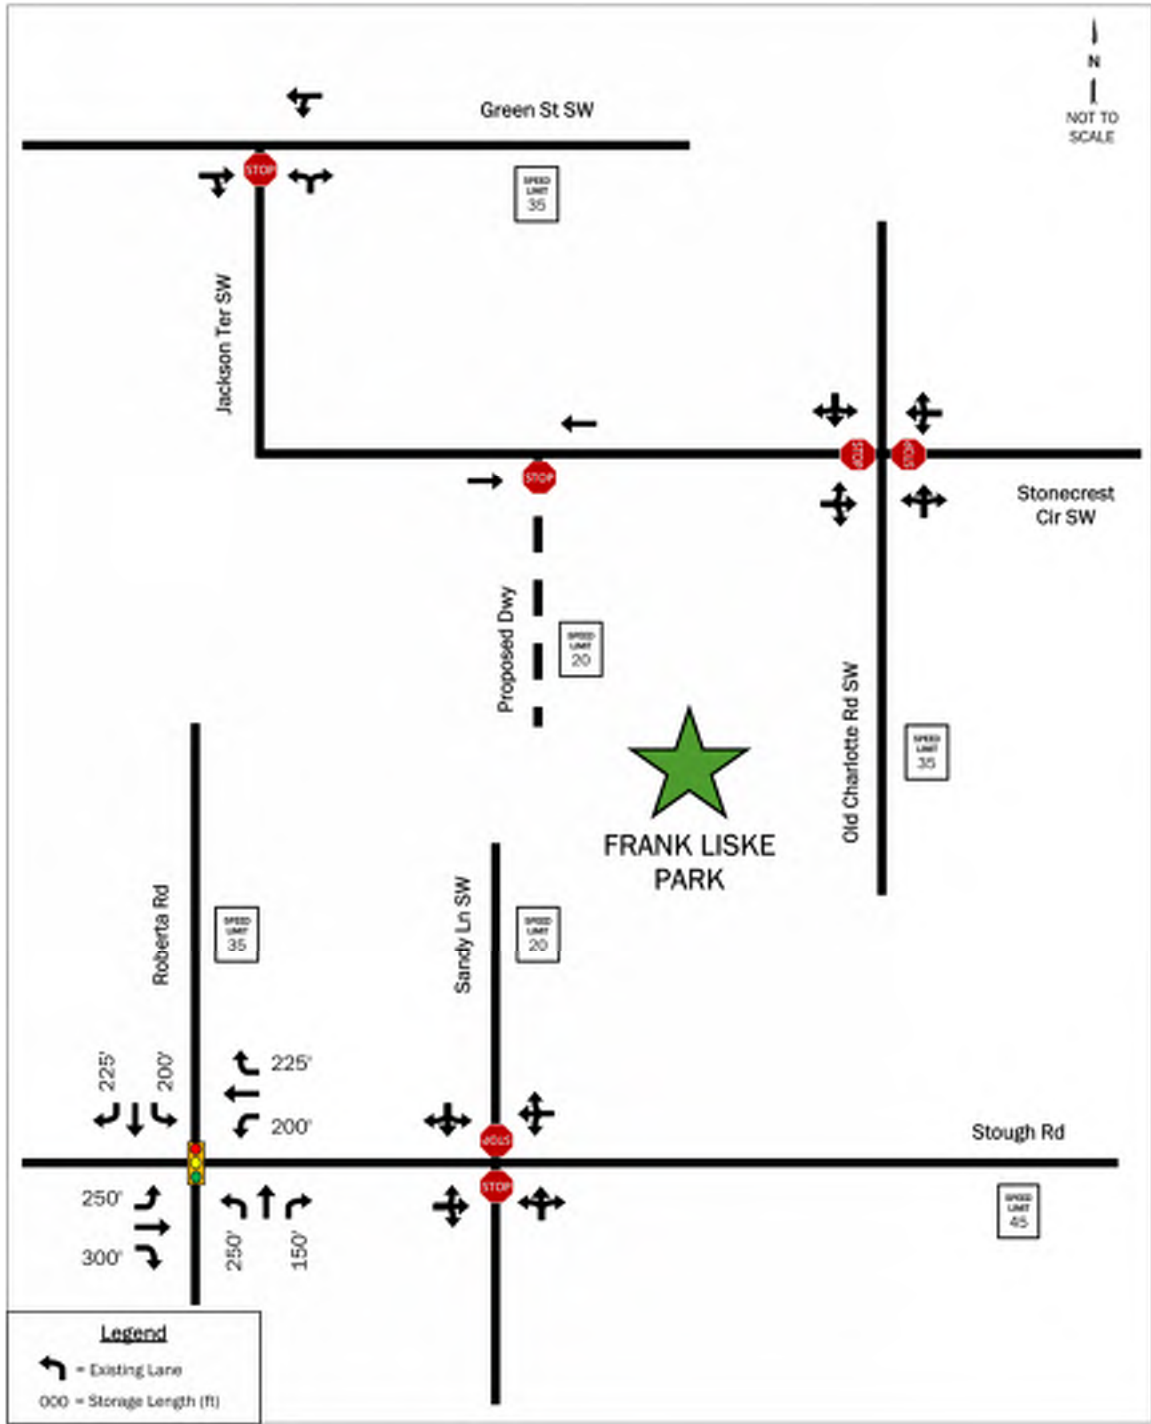 N
NOT TO
SCALE
Green St SW
STOP
SPEED
LIMIT
35
Jackson Ter SW
STOP
STOP
STOP
Stonecrest
Cir SW
Proposed Dwy
SPEED
LIMIT
20
Old Charlotte Rd SW
SPEED
LIMIT
35
FRANK LISKE
PARK
Roberta Rd
SPEED
LIMIT
35
Sandy Ln SW
SPEED
LIMIT
20
225'
200'
225'
200'
STOP
Stough Rd
STOP
250'
300'
250'
150'
SPEED
LIMIT
45
Legend
= Existing Lane
000 = Storage Length (ft)